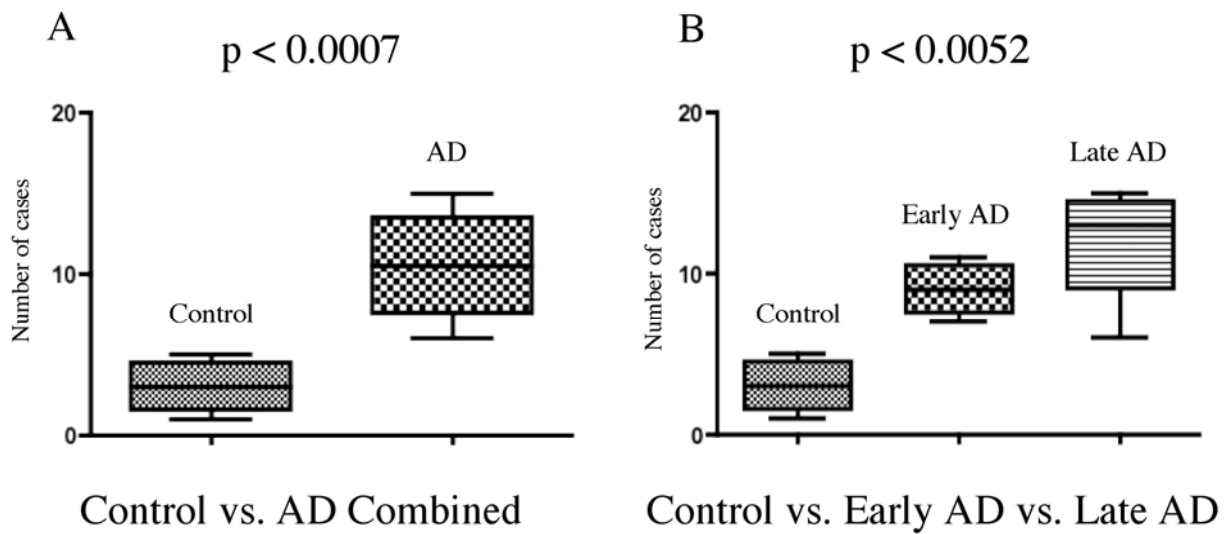 A
p < 0.0007
20
10
0
Number of cases
Control
AD
Control vs. AD Combined
B
p < 0.0052
20
10
0
Number of cases
Control
Early AD
Late AD
Control vs. Early AD vs. Late AD